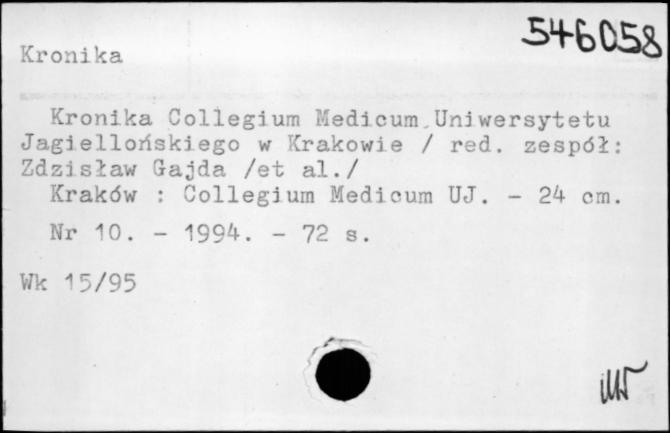 546058
Kronika
Kronika Collegium Medicum Uniwersytetu
Jagiellońskiego w Krakowie / red. zespół:
Zdzisław Gajda /et al./
Kraków : Collegium Medicum UJ. - 24 cm.
Nr 10. - 1994. - 72 s.
Wk 15/95